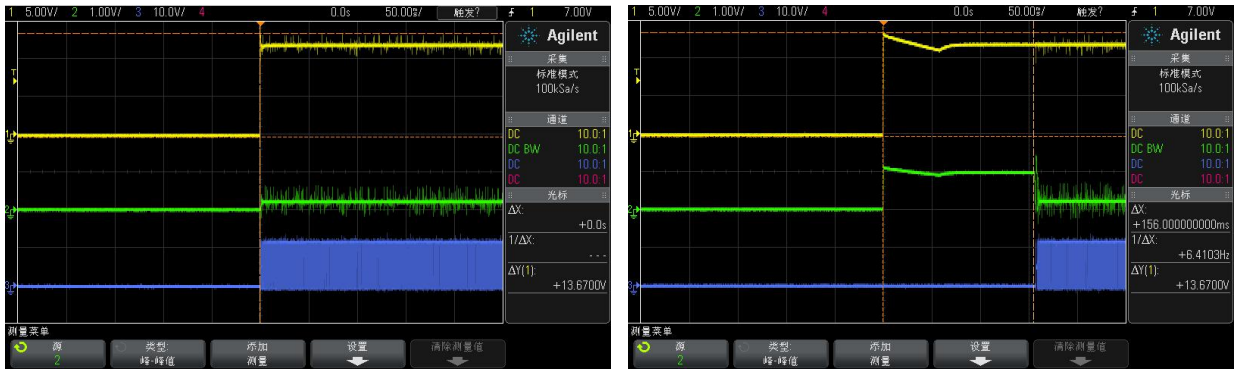 1 5.00V/ 2 1.00V/ 3 10.0V/ 4 0.0s 50.00 / 触发? 1 7.00V
Agilent
采集
标准模式
100kSa/s
通道
DC 10.0:1
DC BW 10.0:1
DC 10.0:1
DC 10.0:1
光标
ΔX:
+0.0s
1/ΔX:
---
ΔY(1):
+13.6700V
T
1
2
3
测量菜单
源
2
类型:
峰-峰值
添加
测量
设置
清除测量值
1 5.00V/ 2 1.00V/ 3 10.0V/ 4 0.0s 50.00 / 触发? 1 7.00V
Agilent
采集
标准模式
100kSa/s
通道
DC 10.0:1
DC BW 10.0:1
DC 10.0:1
DC 10.0:1
光标
ΔX:
+156.000000000ms
1/ΔX:
+6.4103Hz
ΔY(1):
+13.6700V
T
1
2
3
测量菜单
源
2
类型:
峰-峰值
添加
测量
设置
清除测量值